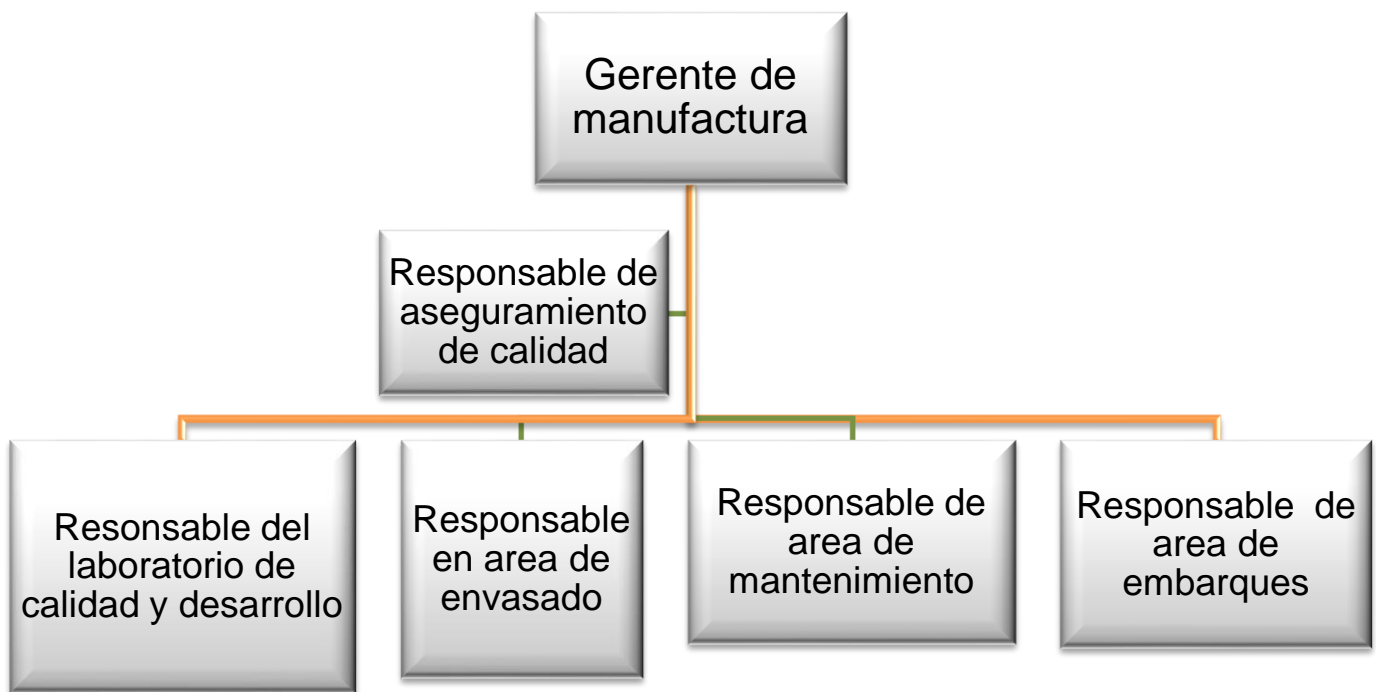 Gerente de
manufactura
Responsable de
aseguramiento
de calidad
Resonsable del
laboratorio de
calidad y desarrollo
Responsable
en area de
envasado
Responsable de
area de
mantenimiento
Responsable  de
area de
embarques